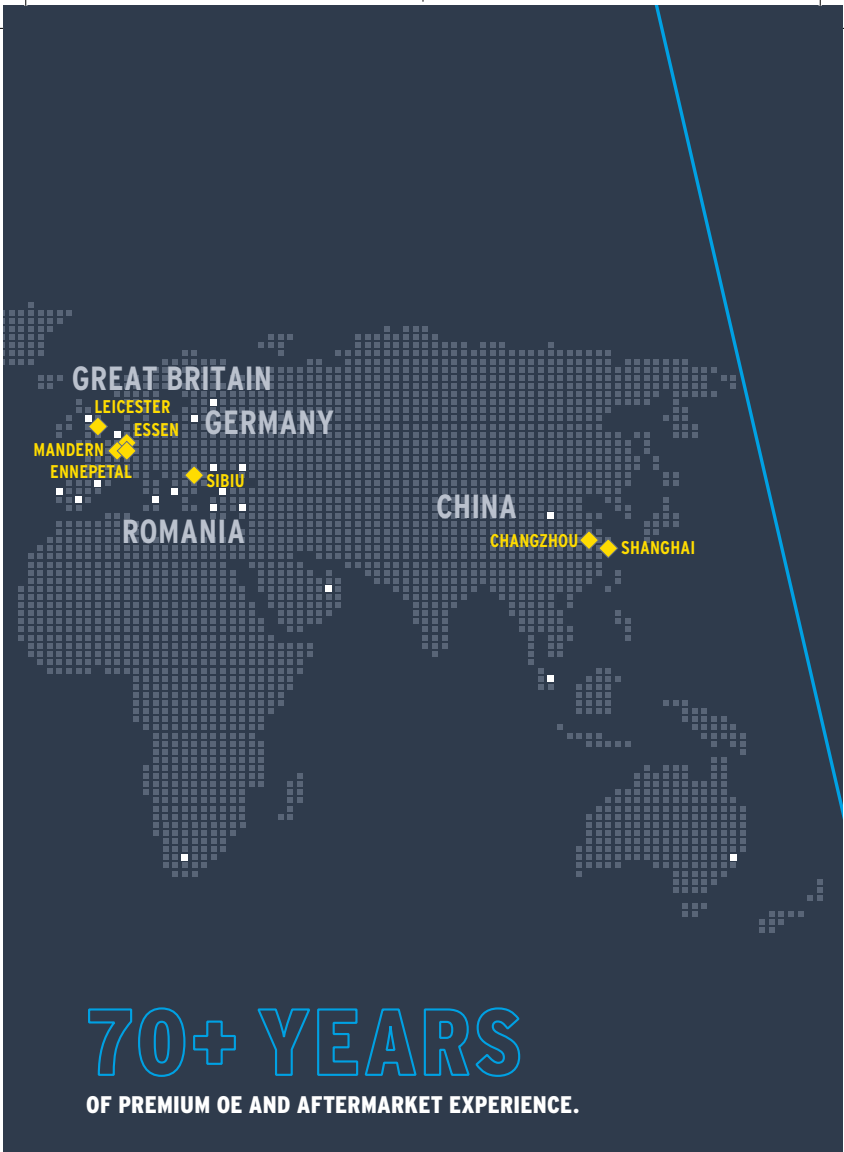 GREAT BRITAIN
LEICESTER
GERMANY
ESSEN
MANDERN
ENNEPETAL
SIBIU
ROMANIA
CHINA
CHANGZHOU
SHANGHAI
70+ YEARS
OF PREMIUM OE AND AFTERMARKET EXPERIENCE.